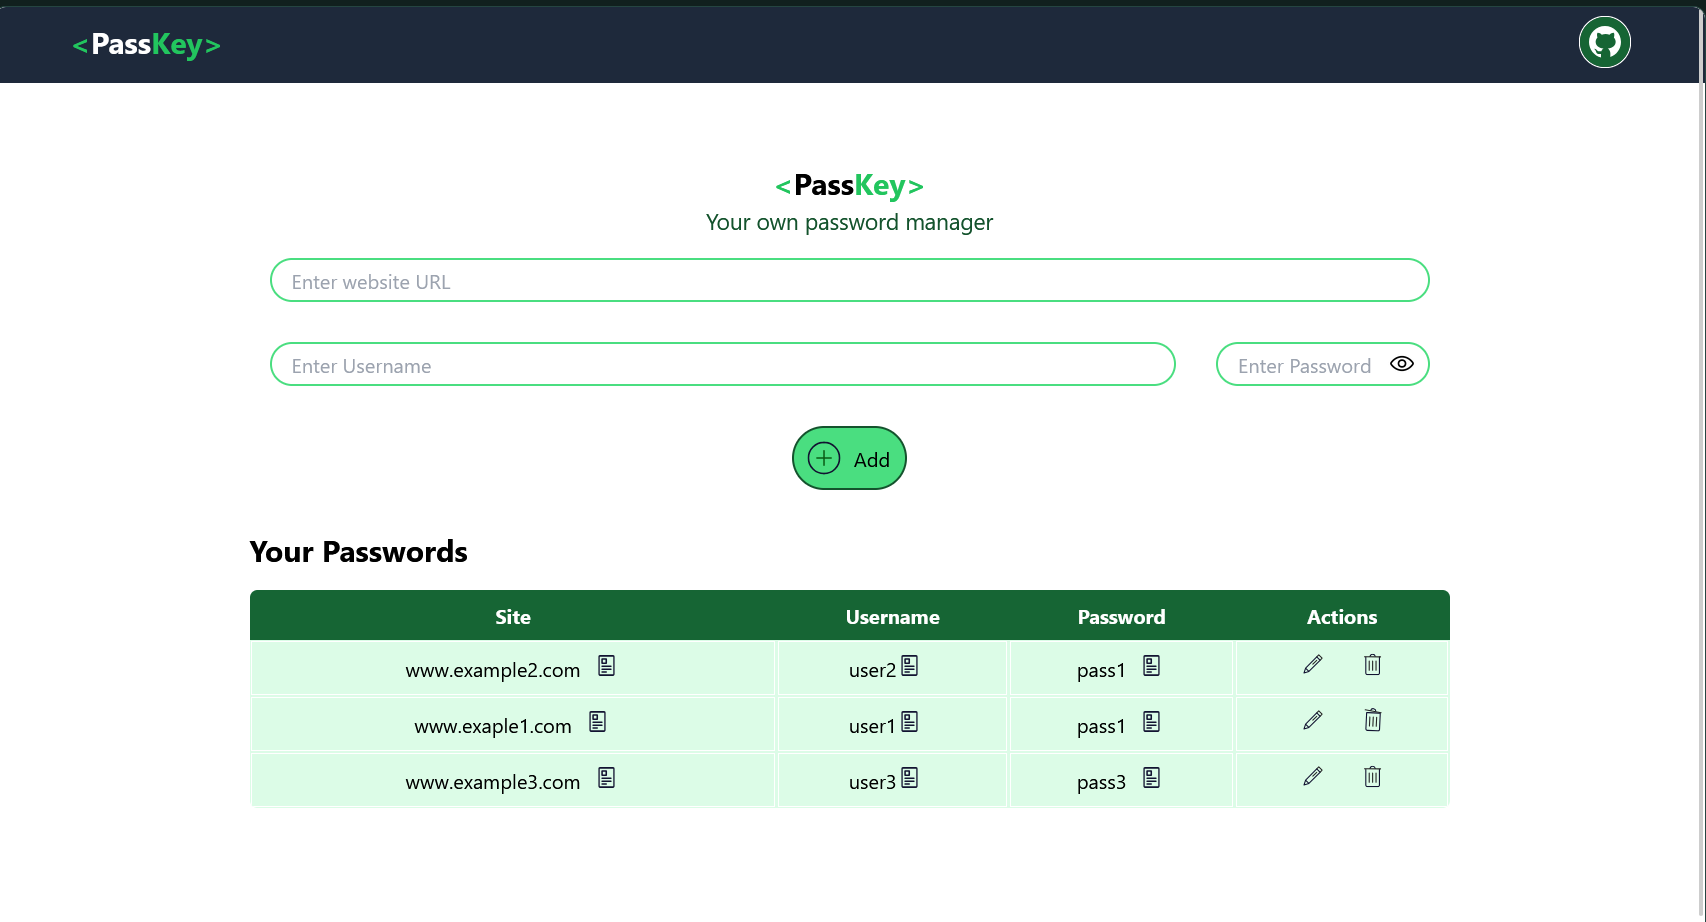 <PassKey>
<PassKey>
Your own password manager
Enter website URL
Enter Username
Enter Password
Add
Your Passwords
Site Username Password Actions
www.example2.com user2 pass1
www.exaple1.com user1 pass1
www.example3.com user3 pass3